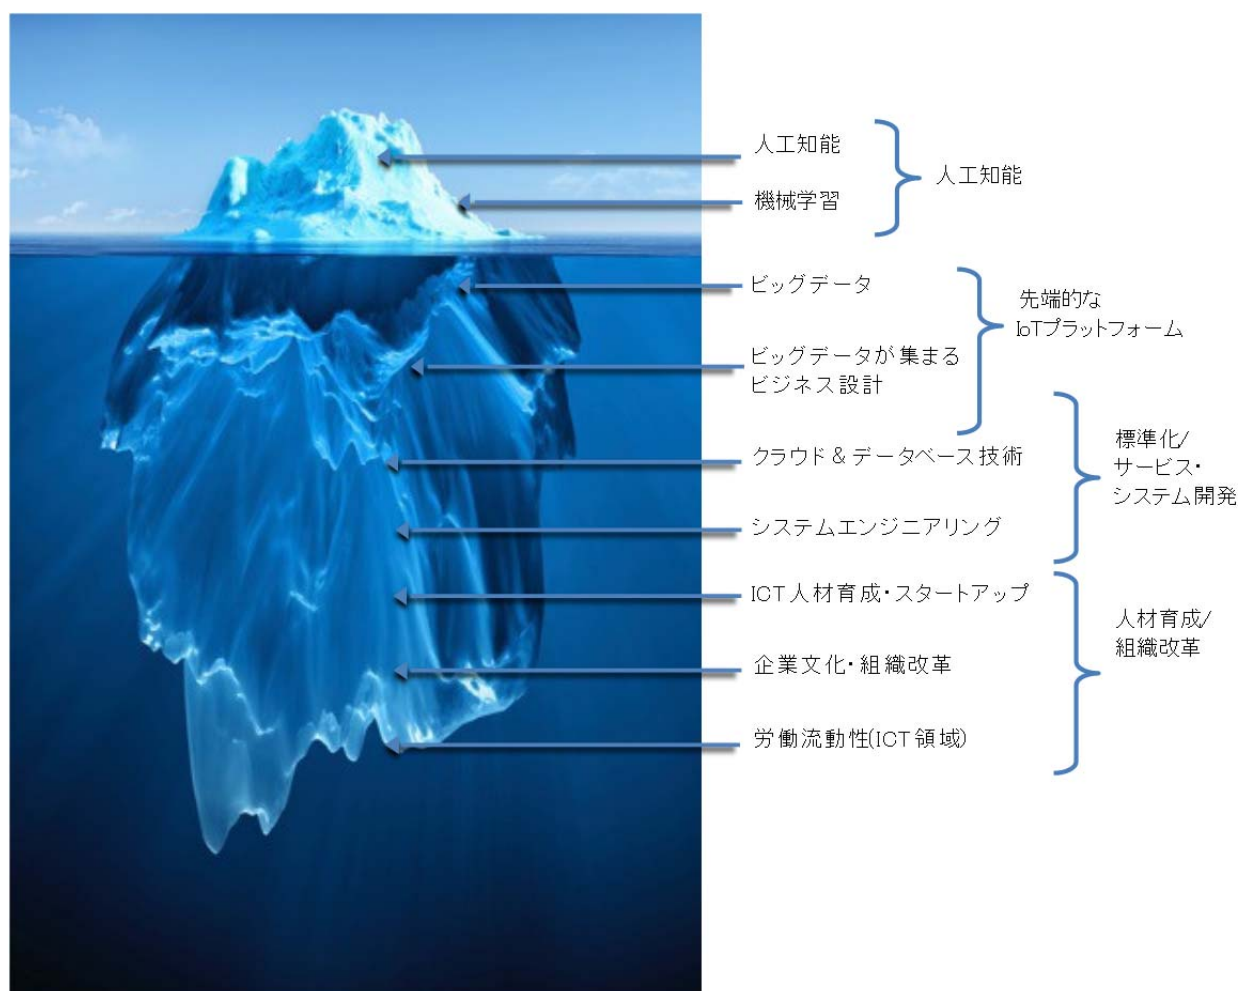 人工知能
機械学習
人工知能
ビッグデータ
ビッグデータが集まる
ビジネス設計
先端的な
IoTプラットフォーム
クラウド&データベース技術
システムエンジニアリング
標準化/
サービス・
システム開発
ICT人材育成・スタートアップ
企業文化・組織改革
労働流動性(ICT領域)
人材育成/
組織改革